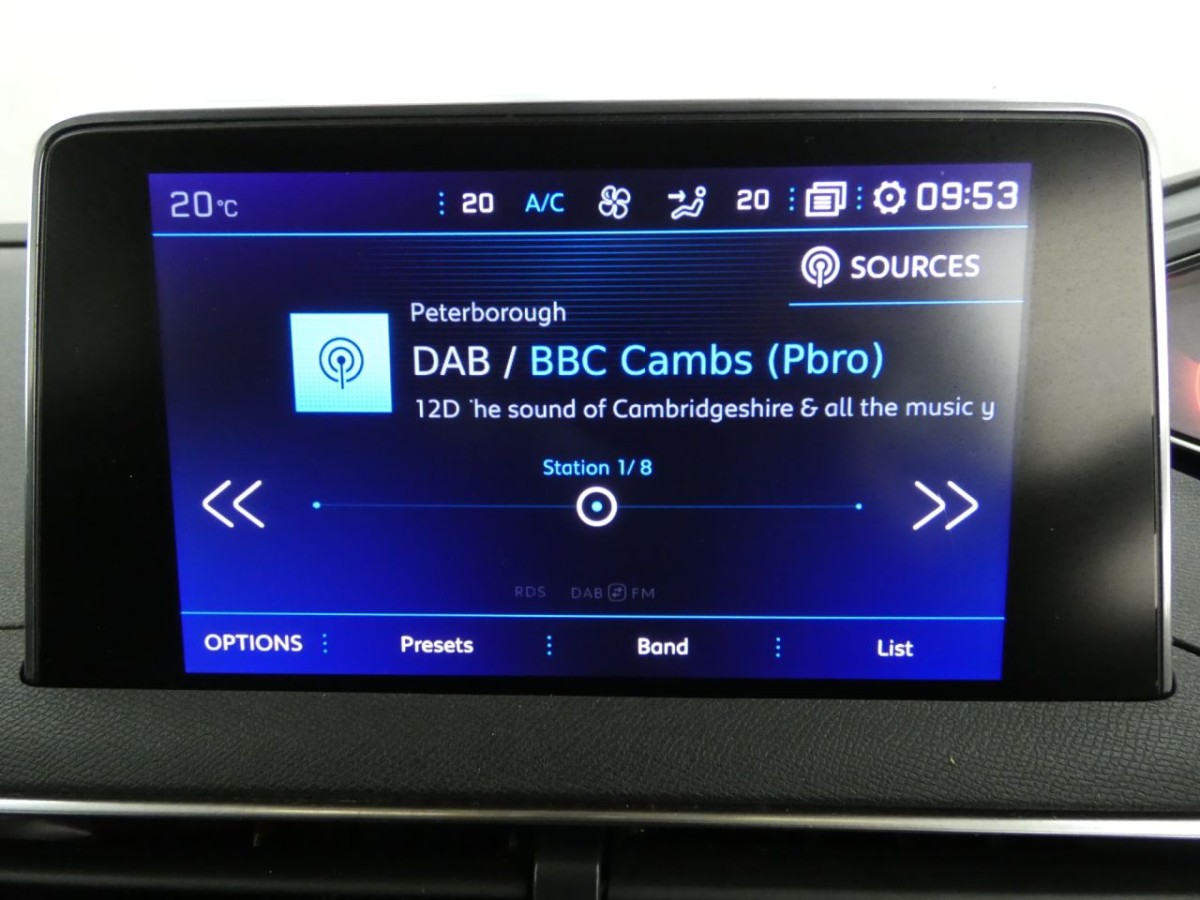 20°C 20 A/C 20 09:53
SOURCES
Peterborough
DAB / BBC Cambs (Pbro)
12D he sound of Cambridgeshire & all the music y
Station 1/8
RDS DAB FM
OPTIONS Presets Band List